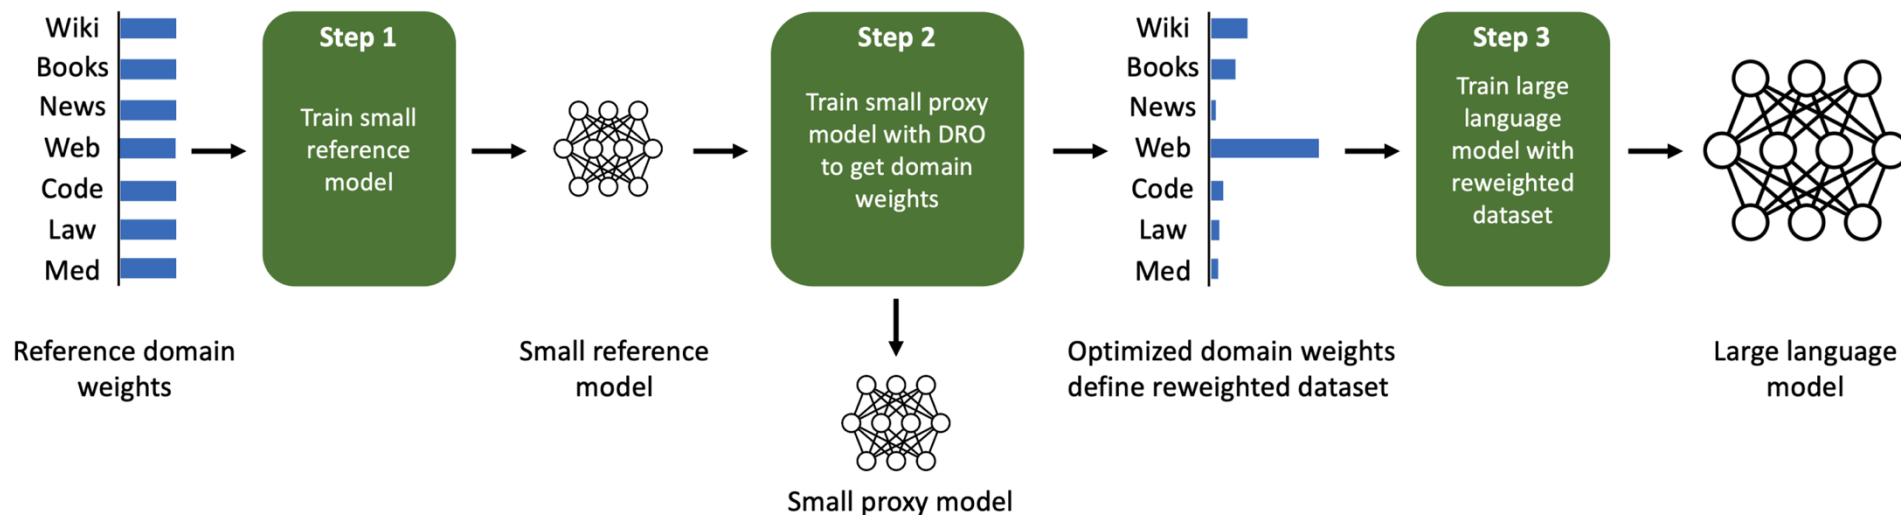 Wiki
Books
News
Web
Code
Law
Med
Reference domain
weights
Step 1
Train small
reference
model
Small reference
model
Step 2
Train small proxy
model with DRO
to get domain
weights
Small proxy model
Wiki
Books
News
Web
Code
Law
Med
Optimized domain weights
define reweighted dataset
Step 3
Train large
language
model with
reweighted
dataset
Large language
model